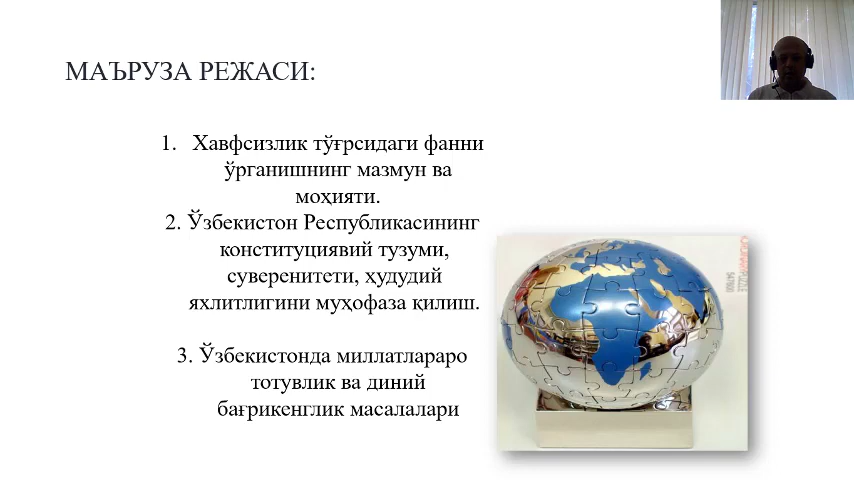 МАЪРУЗА РЕЖАСИ:
1. Хавфсизлик тўғрсидаги фанни
ўрганишнинг мазмун ва
моҳияти.
2. Ўзбекистон Республикасининг
конституциявий тузуми,
суверенитети, ҳудудий
яхлитлигини муҳофаза қилиш.
3. Ўзбекистонда миллатлараро
тотувлик ва диний
бағрикенглик масалалари